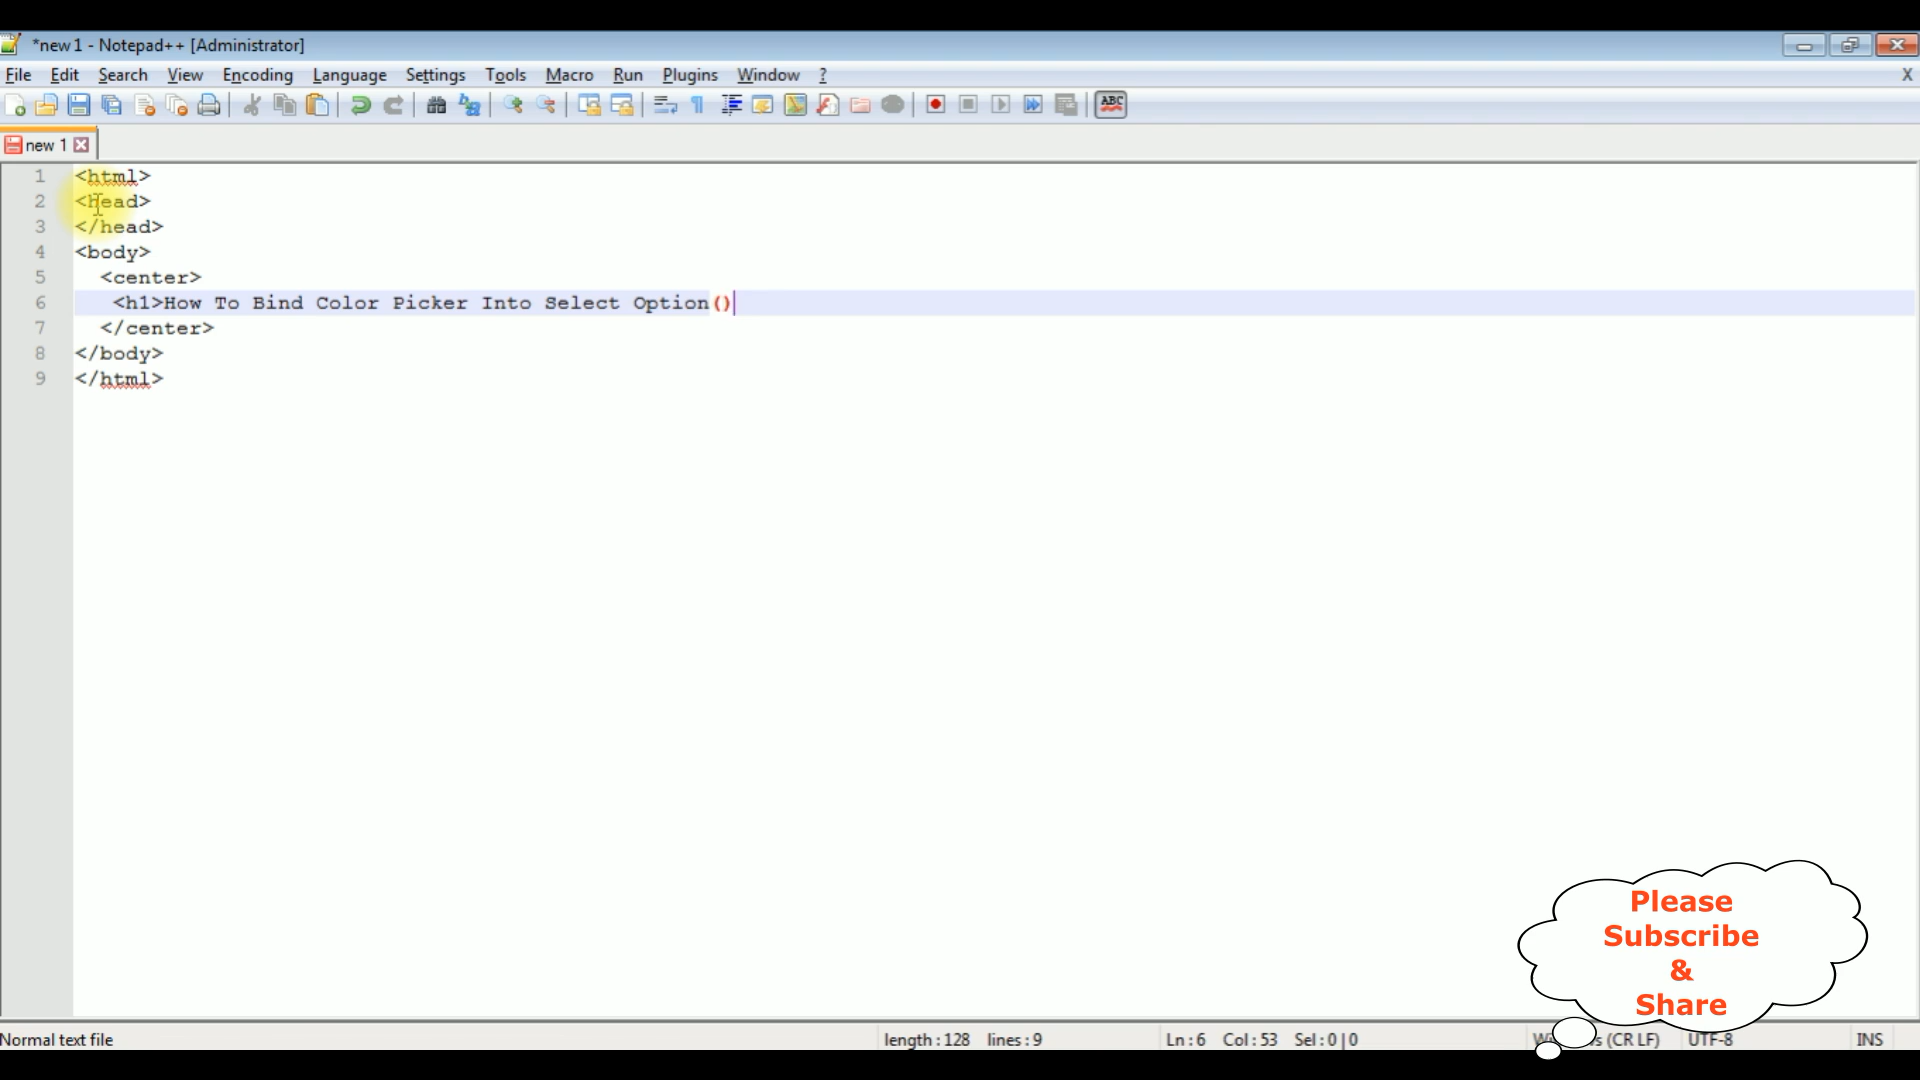 *new 1 - Notepad++ [Administrator]
File Edit Search View Encoding Language Settings Tools Macro Run Plugins Window ? X
ABC
new 1
1 <html>
2 <head>
3 </head>
4 <body>
5 <center>
6 <h1>How To Bind Color Picker Into Select Option()
7 </center>
8 </body>
9 </html>
Please
Subscribe
&
Share
Normal text file length : 128 lines : 9 Ln : 6 Col : 53 Sel : 0 | 0 (CR LF) UTF-8 INS